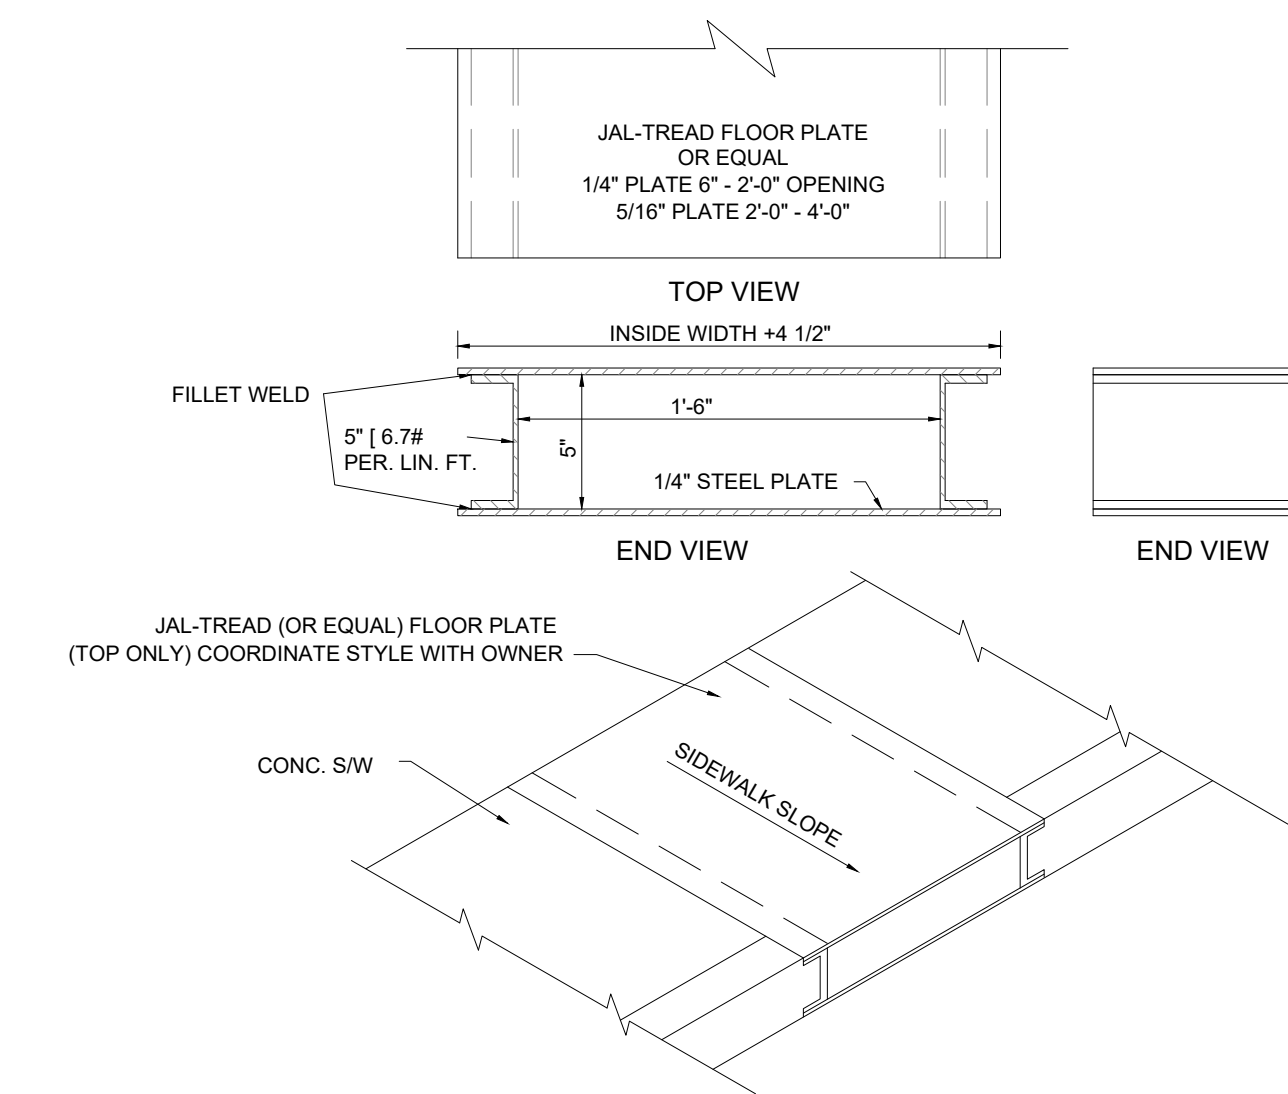 JAL-TREAD FLOOR PLATE
OR EQUAL
1/4" PLATE 6" - 2'-0" OPENING
5/16" PLATE 2'-0" - 4'-0"
TOP VIEW
INSIDE WIDTH +4 1/2"
FILLET WELD
1'-6"
5" [ 6.7#
PER. LIN. FT.
5"
1/4" STEEL PLATE
END VIEW
END VIEW
JAL-TREAD (OR EQUAL) FLOOR PLATE
(TOP ONLY) COORDINATE STYLE WITH OWNER
CONC. S/W
SIDEWALK SLOPE